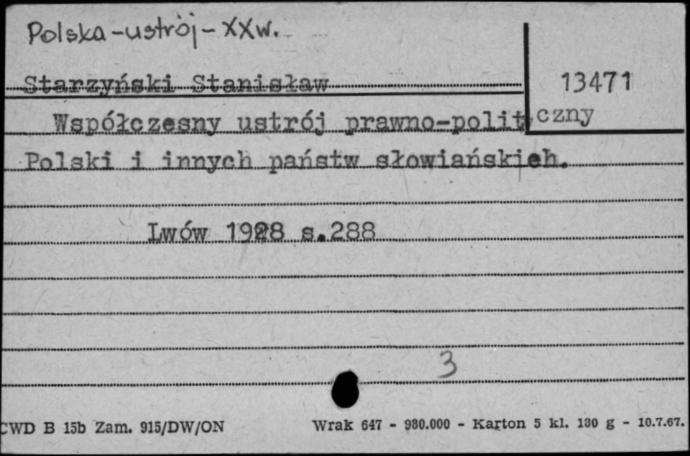 Polska-ustrój-XXw.
Starzyński Stanisław
13471
Współczesny ustrój prawno-polityczny
Polski i innych państw słowiańskich.
Lwów 1928 s.288
3
CWD B 15b Zam. 915/DW/ON Wrak 647 - 980.000 - Karton 5 kl. 180 g - 10.7.67.